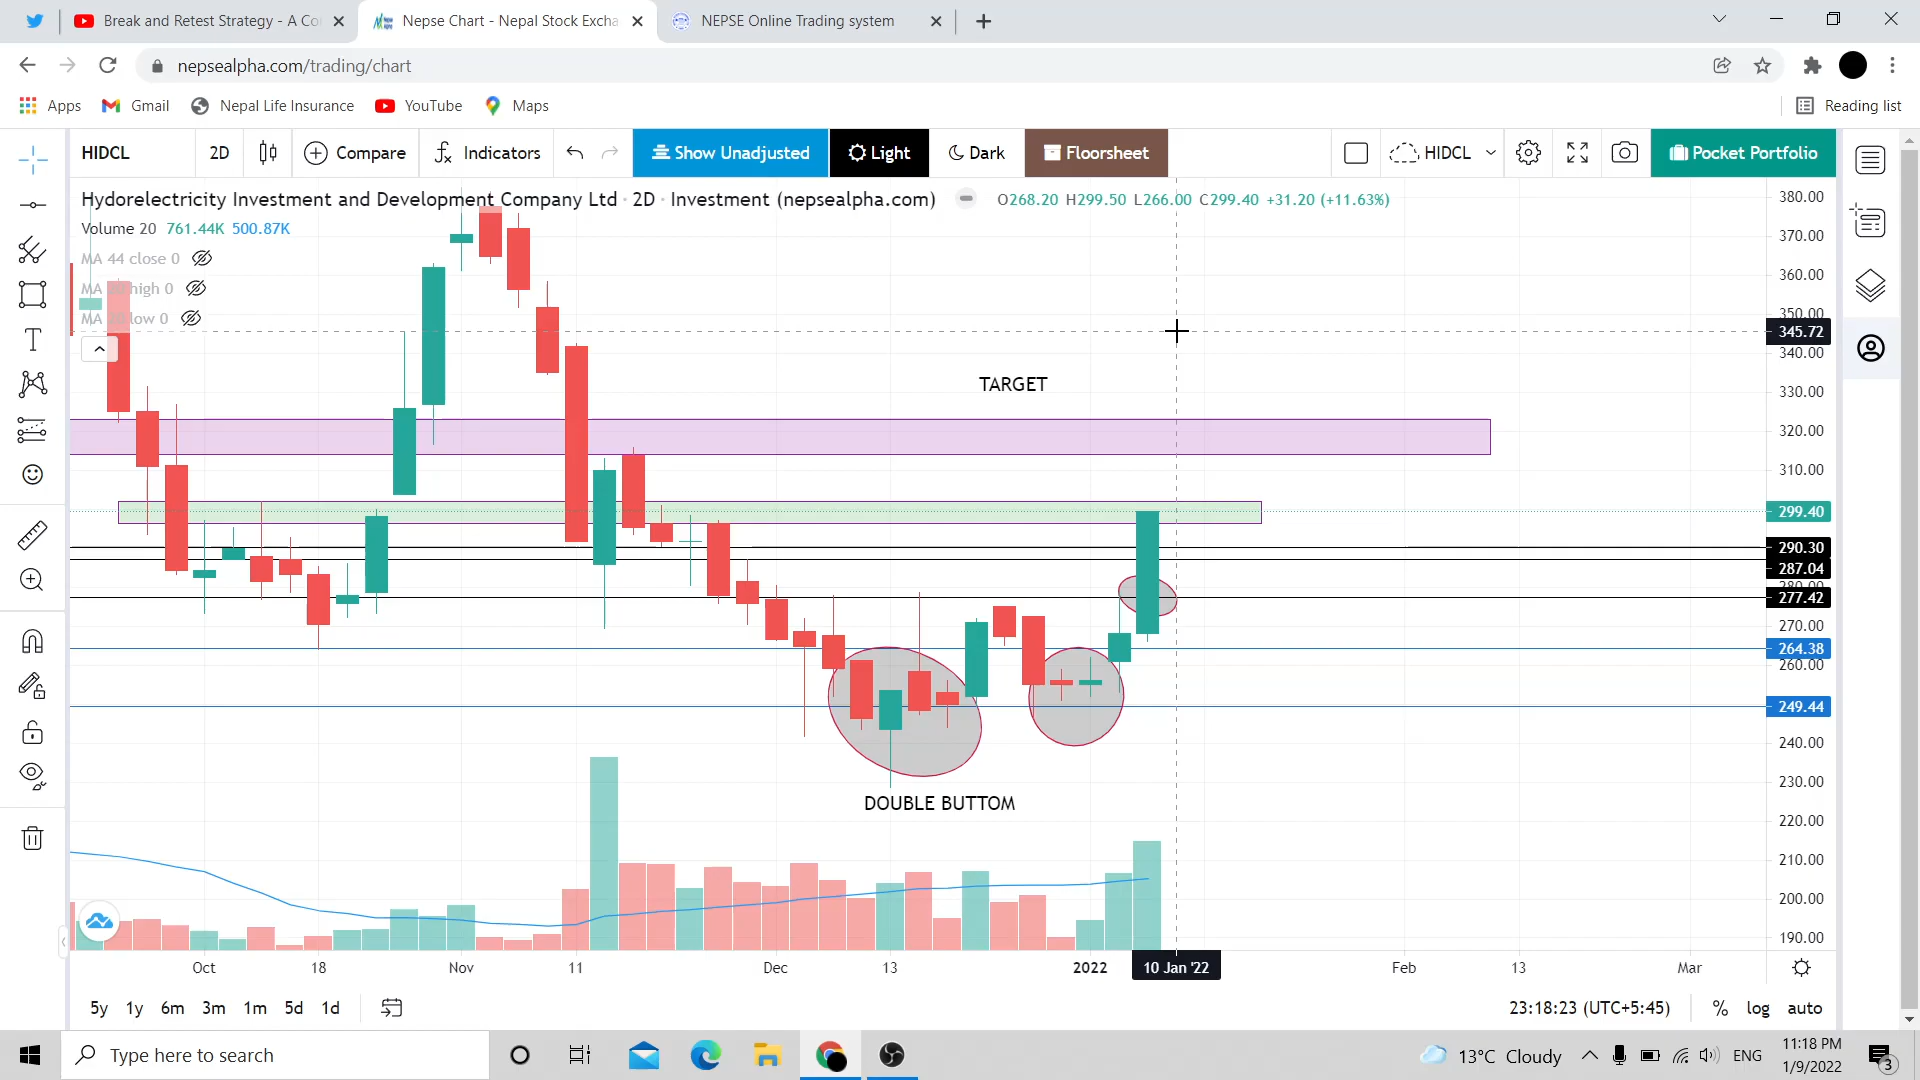 Break and Retest Strategy - A Co
Nepse Chart - Nepal Stock Excha
NEPSE Online Trading system
nepsealpha.com/trading/chart
Apps
Gmail
Nepal Life Insurance
YouTube
Maps
Reading list
HIDCL
2D
Compare
Indicators
Show Unadjusted
Light
Dark
Floorsheet
HIDCL
Pocket Portfolio
Hydorelectricity Investment and Development Company Ltd · 2D · Investment (nepsealpha.com)
O268.20 H299.50 L266.00 C299.40 +31.20 (+11.63%)
Volume 20 761.44K 500.87K
MA 44 close 0
MA high 0
MA low 0
380.00
370.00
360.00
350.00
345.72
340.00
330.00
320.00
310.00
299.40
290.30
287.04
280.00
277.42
270.00
264.38
260.00
249.44
240.00
230.00
220.00
210.00
200.00
190.00
TARGET
DOUBLE BUTTOM
Oct
18
Nov
11
Dec
13
2022
10 Jan '22
Feb
13
Mar
5y
1y
6m
3m
1m
5d
1d
23:18:23 (UTC+5:45)
%
log
auto
Type here to search
13°C Cloudy
ENG
11:18 PM
1/9/2022
3